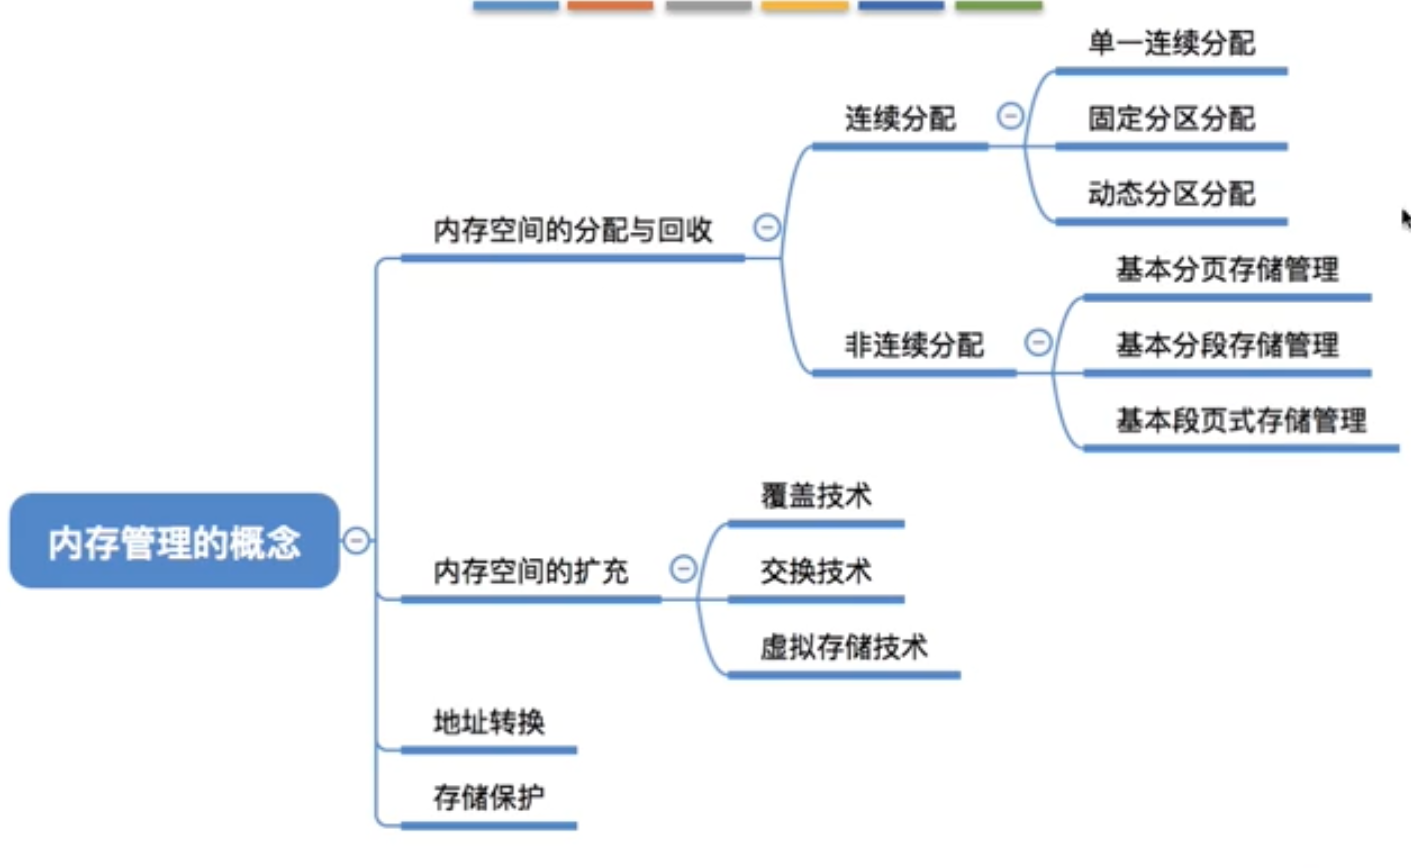 内存管理的概念
内存空间的分配与回收
连续分配
单一连续分配
固定分区分配
动态分区分配
非连续分配
基本分页存储管理
基本分段存储管理
基本段页式存储管理
内存空间的扩充
覆盖技术
交换技术
虚拟存储技术
地址转换
存储保护